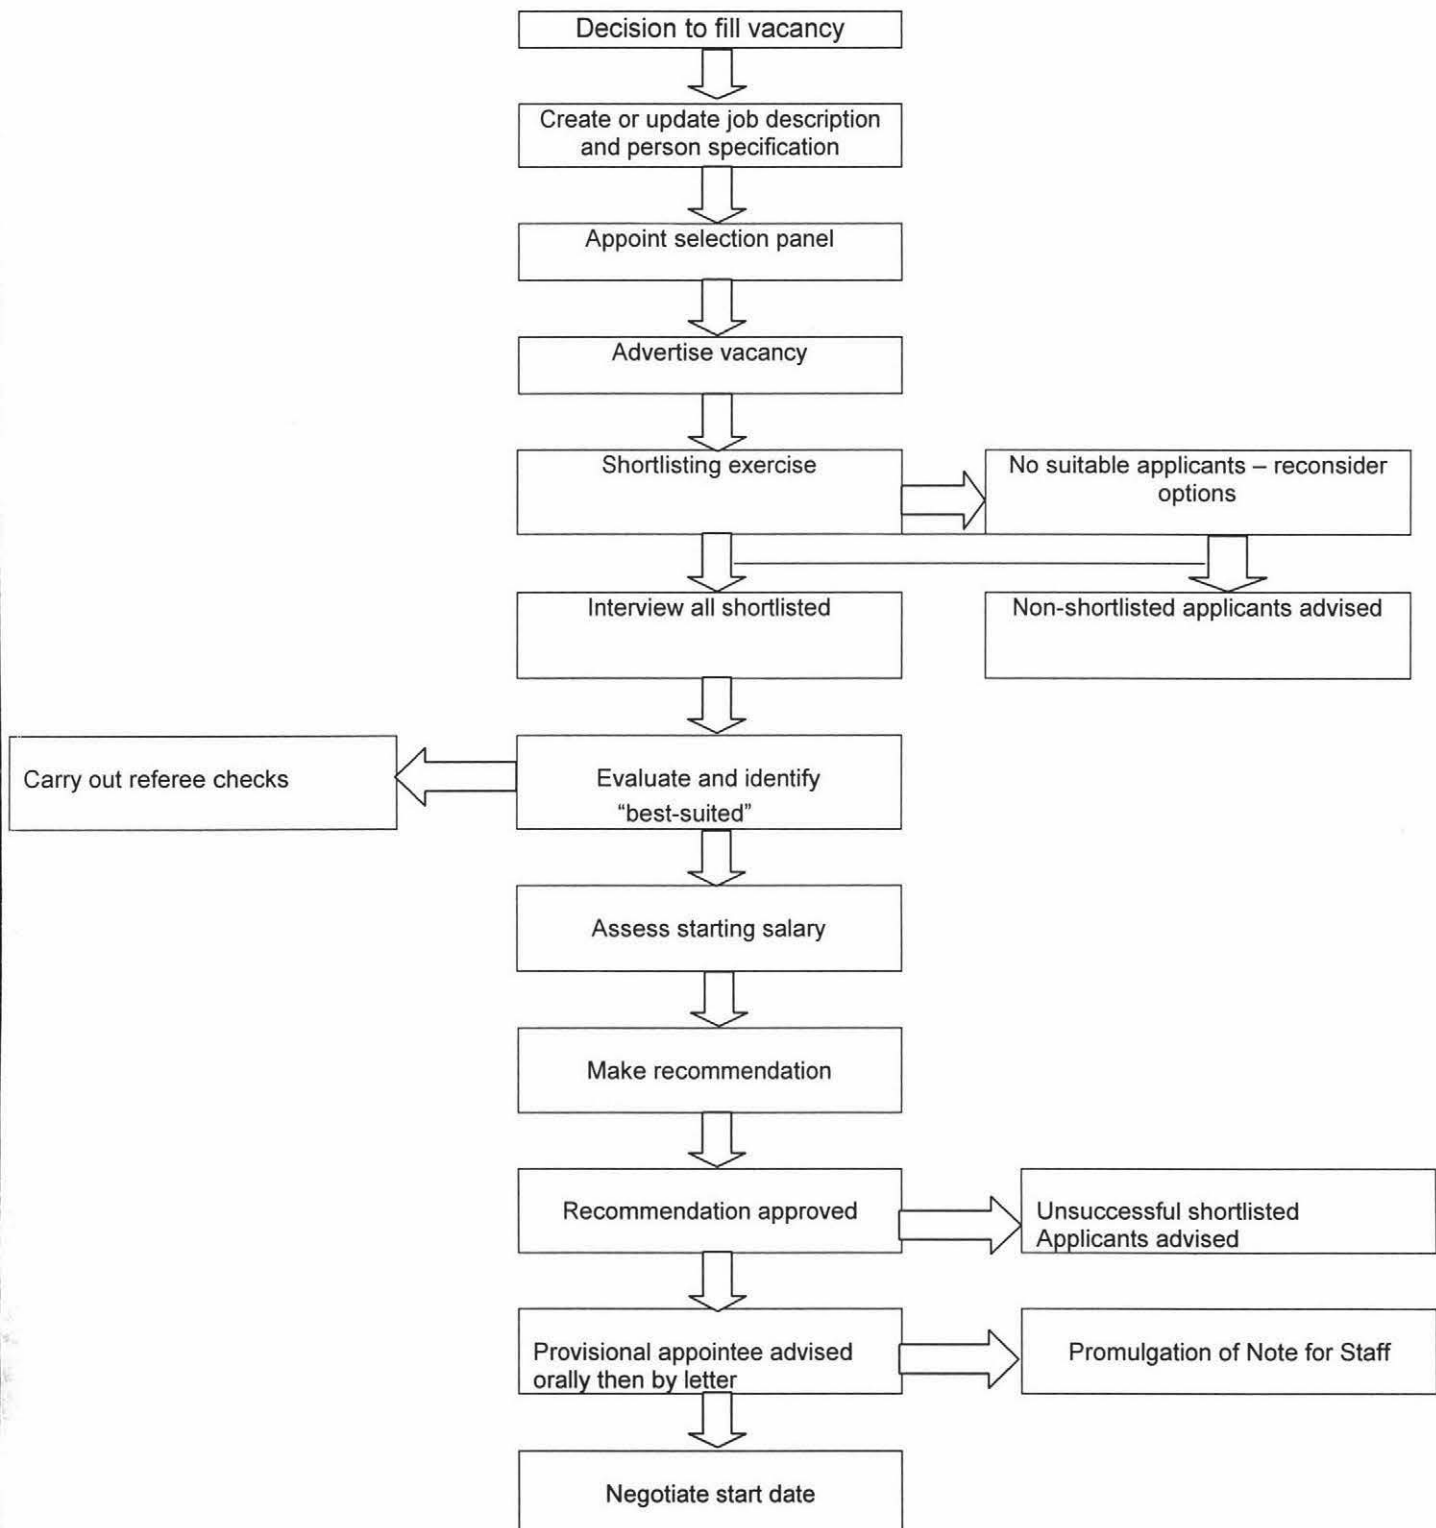 Decision to fill vacancy
Create or update job description
and person specification
Appoint selection panel
Advertise vacancy
Shortlisting exercise
No suitable applicants – reconsider
options
Interview all shortlisted
Non-shortlisted applicants advised
Carry out referee checks
Evaluate and identify
“best-suited”
Assess starting salary
Make recommendation
Recommendation approved
Unsuccessful shortlisted
Applicants advised
Provisional appointee advised
orally then by letter
Promulgation of Note for Staff
Negotiate start date